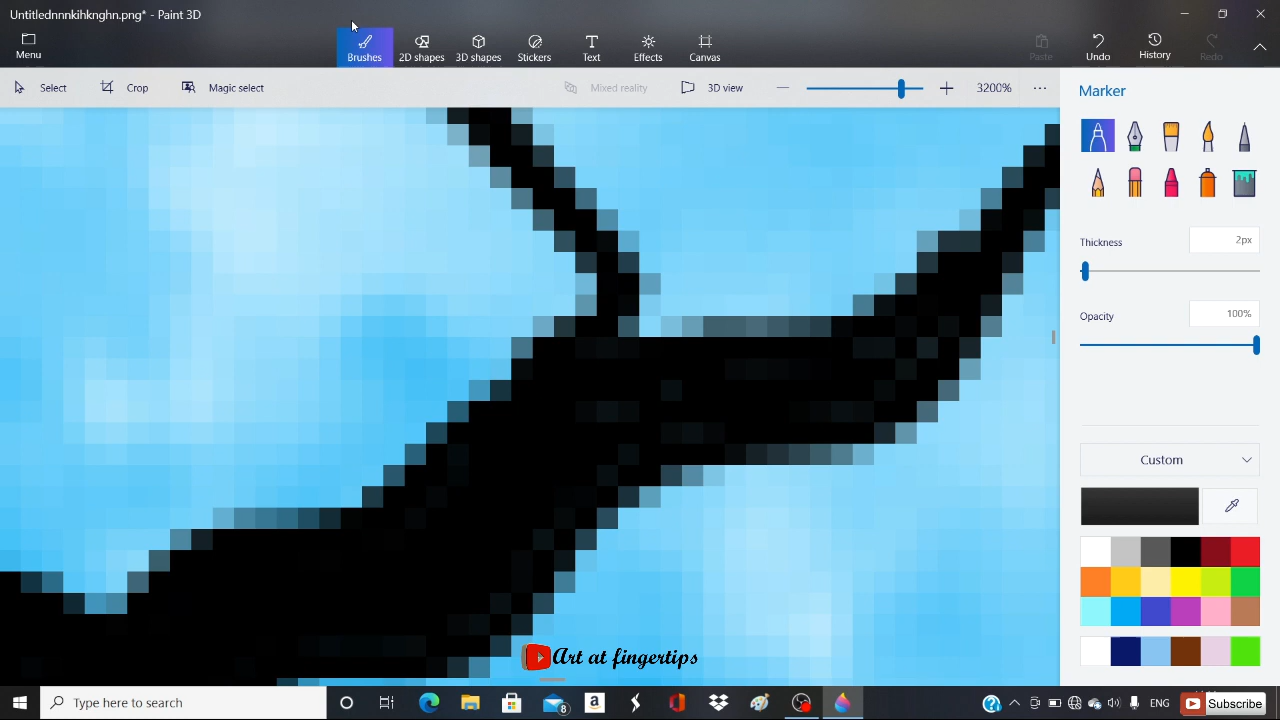 Untitlednnnkihknghn.png* - Paint 3D
Menu
Brushes
2D shapes
3D shapes
Stickers
Text
Effects
Canvas
Paste
Undo
History
Redo
Select
Crop
Magic select
Mixed reality
3D view
3200%
Marker
Thickness
2px
Opacity
100%
Custom
Art at fingertips
Type here to search
8
ENG
Subscribe